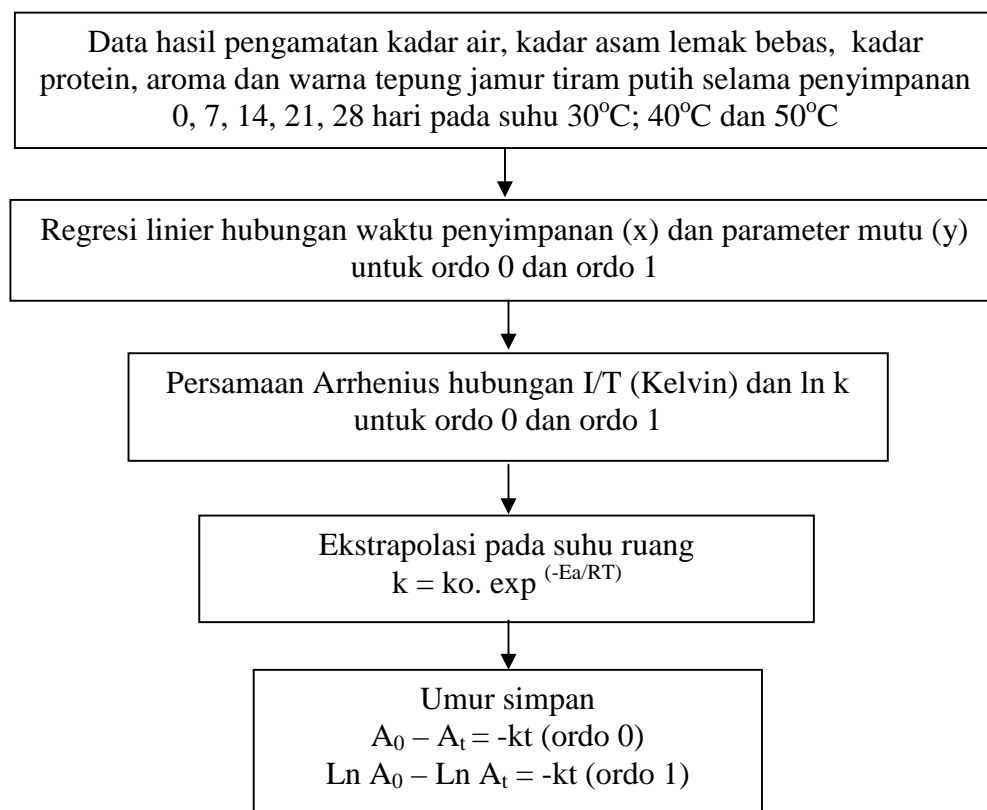 Data hasil pengamatan kadar air, kadar asam lemak bebas, kadar
protein, aroma dan warna tepung jamur tiram putih selama penyimpanan
0, 7, 14, 21, 28 hari pada suhu 30°C; 40°C dan 50°C
Regresi linier hubungan waktu penyimpanan (x) dan parameter mutu (y)
untuk ordo 0 dan ordo 1
Persamaan Arrhenius hubungan I/T (Kelvin) dan ln k
untuk ordo 0 dan ordo 1
Ekstrapolasi pada suhu ruang
k = ko. exp (-Ea/RT)
Umur simpan
A₀ – Aₜ = -kt (ordo 0)
Ln A₀ – Ln Aₜ = -kt (ordo 1)